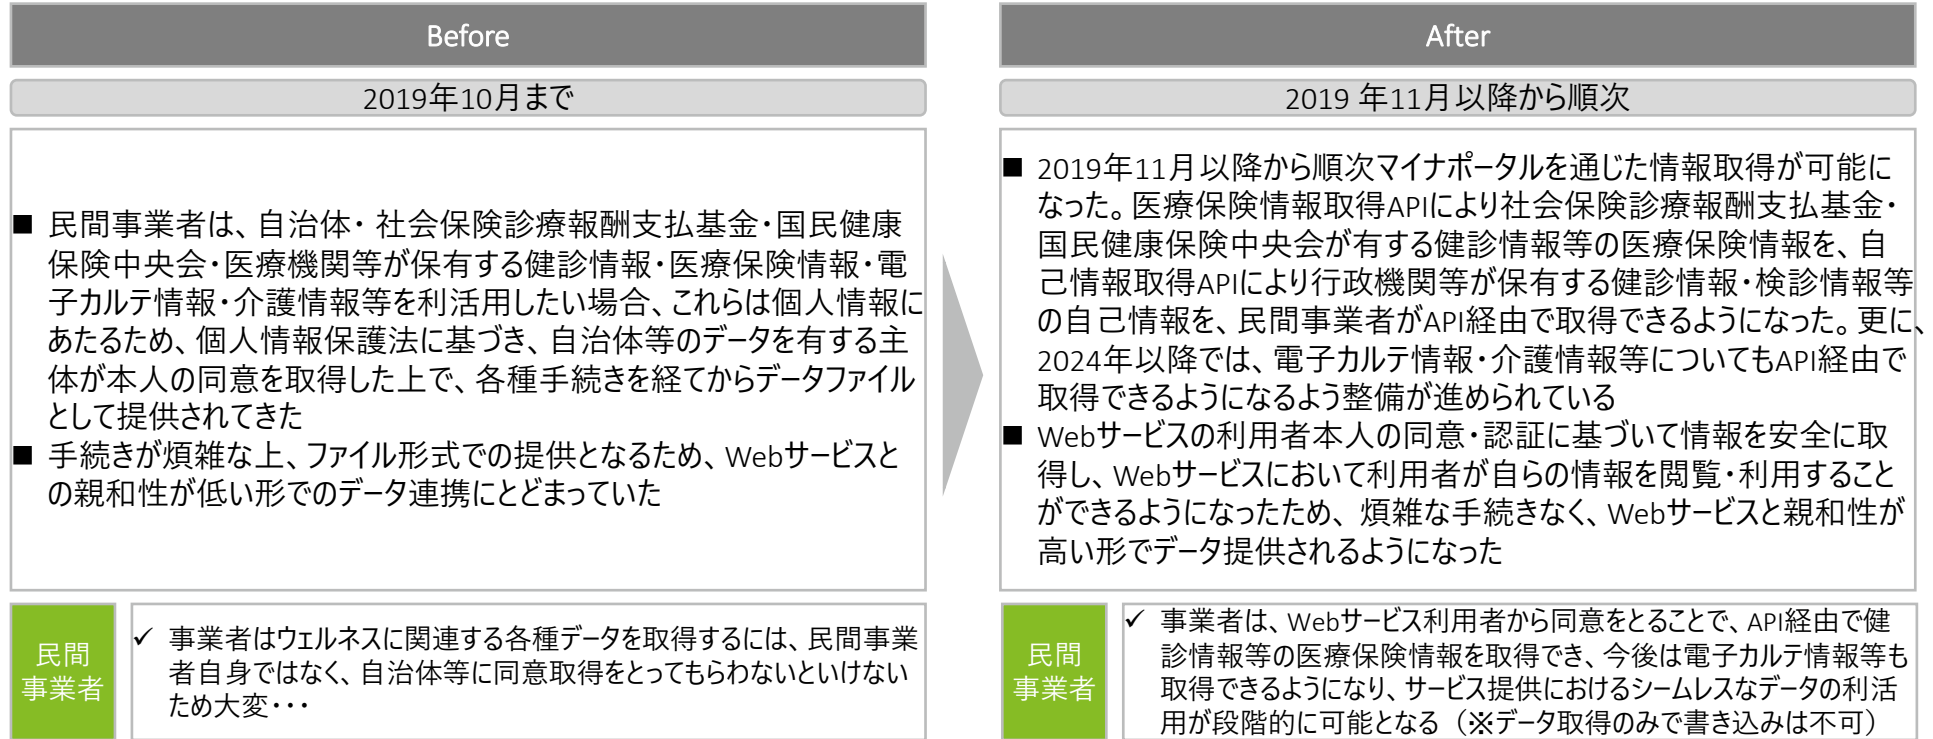 Before
2019年10月まで
■ 民間事業者は、自治体・社会保険診療報酬支払基金・国民健康
保険中央会・医療機関等が保有する健診情報・医療保険情報・電
子カルテ情報・介護情報等を利活用したい場合、これらは個人情報に
あたるため、個人情報保護法に基づき、自治体等のデータを有する主
体が本人の同意を取得した上で、各種手続きを経てからデータファイル
として提供されてきた
■ 手続きが煩雑な上、ファイル形式での提供となるため、Webサービスと
の親和性が低い形でのデータ連携にとどまっていた
民間
事業者
✓ 事業者はウェルネスに関連する各種データを取得するには、民間事業
者自身ではなく、自治体等に同意取得をとってもらわないといけない
ため大変・・・
After
2019 年11月以降から順次
■ 2019年11月以降から順次マイナポータルを通じた情報取得が可能に
なった。医療保険情報取得APIにより社会保険診療報酬支払基金・
国民健康保険中央会が有する健診情報等の医療保険情報を、自
己情報取得APIにより行政機関等が保有する健診情報・検診情報等
の自己情報を、民間事業者がAPI経由で取得できるようになった。更に、
2024年以降では、電子カルテ情報・介護情報等についてもAPI経由で
取得できるようになるよう整備が進められている
■ Webサービスの利用者本人の同意・認証に基づいて情報を安全に取
得し、Webサービスにおいて利用者が自らの情報を閲覧・利用すること
ができるようになったため、煩雑な手続きなく、Webサービスと親和性が
高い形でデータ提供されるようになった
民間
事業者
✓ 事業者は、Webサービス利用者から同意をとることで、API経由で健
診情報等の医療保険情報を取得でき、今後は電子カルテ情報等も
取得できるようになり、サービス提供におけるシームレスなデータの利活
用が段階的に可能となる（※データ取得のみで書き込みは不可）